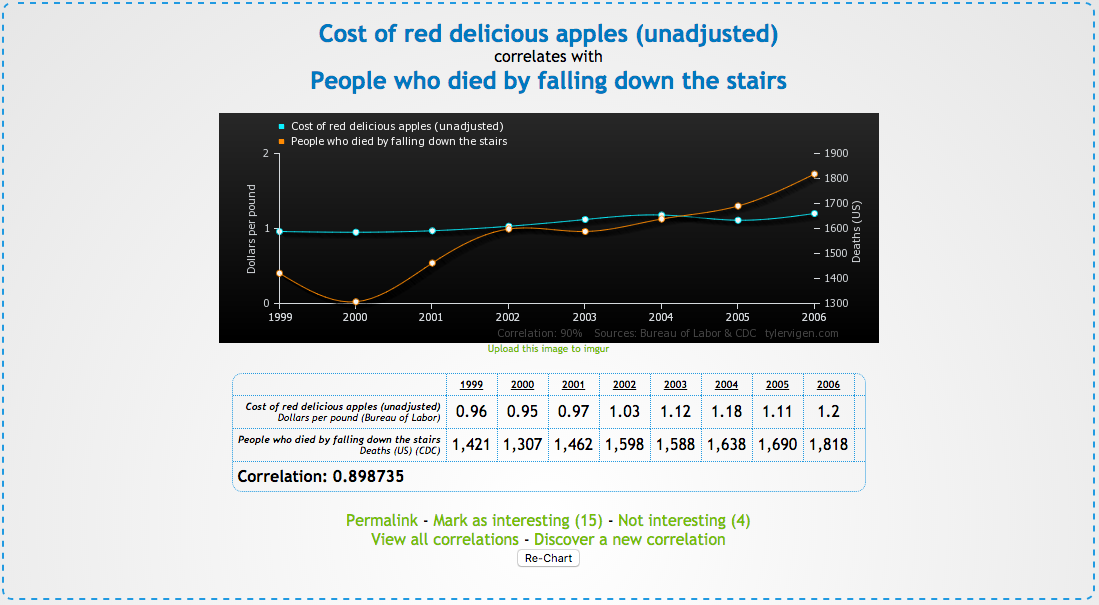 Cost of red delicious apples (unadjusted)
correlates with
People who died by falling down the stairs
Cost of red delicious apples (unadjusted)
People who died by falling down the stairs
2
1
0
Dollars per pound
1900
1800
1700
1600
1500
1400
1300
Deaths (US)
1999 2000 2001 2002 2003 2004 2005 2006
Correlation: 90% Sources: Bureau of Labor & CDC tylervigen.com
Upload this image to imgur
1999 2000 2001 2002 2003 2004 2005 2006
Cost of red delicious apples (unadjusted)
Dollars per pound (Bureau of Labor)
0.96 0.95 0.97 1.03 1.12 1.18 1.11 1.2
People who died by falling down the stairs
Deaths (US) (CDC)
1,421 1,307 1,462 1,598 1,588 1,638 1,690 1,818
Correlation: 0.898735
Permalink - Mark as interesting (15) - Not interesting (4)
View all correlations - Discover a new correlation
Re-Chart